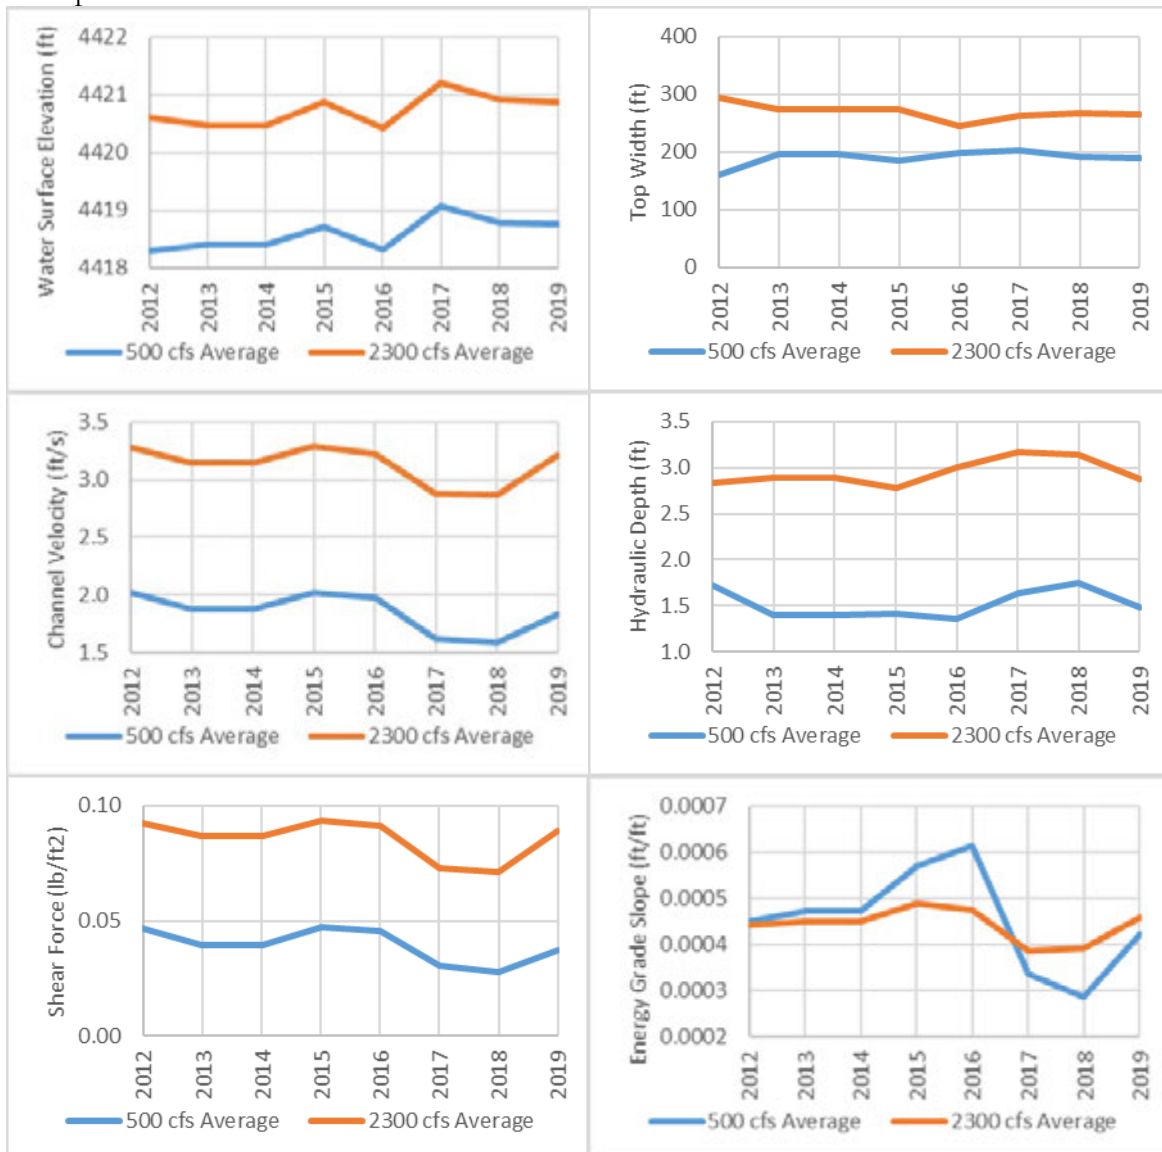 Water Surface Elevation (ft)
4422
4421
4420
4419
4418
2012 2013 2014 2015 2016 2017 2018 2019
500 cfs Average 2300 cfs Average
Top Width (ft)
400
300
200
100
0
2012 2013 2014 2015 2016 2017 2018 2019
500 cfs Average 2300 cfs Average
Channel Velocity (ft/s)
3.5
3.0
2.5
2.0
1.5
2012 2013 2014 2015 2016 2017 2018 2019
500 cfs Average 2300 cfs Average
Hydraulic Depth (ft)
3.5
3.0
2.5
2.0
1.5
1.0
2012 2013 2014 2015 2016 2017 2018 2019
500 cfs Average 2300 cfs Average
Shear Force (lb/ft2)
0.10
0.05
0.00
2012 2013 2014 2015 2016 2017 2018 2019
500 cfs Average 2300 cfs Average
Energy Grade Slope (ft/ft)
0.0007
0.0006
0.0005
0.0004
0.0003
0.0002
2012 2013 2014 2015 2016 2017 2018 2019
500 cfs Average 2300 cfs Average